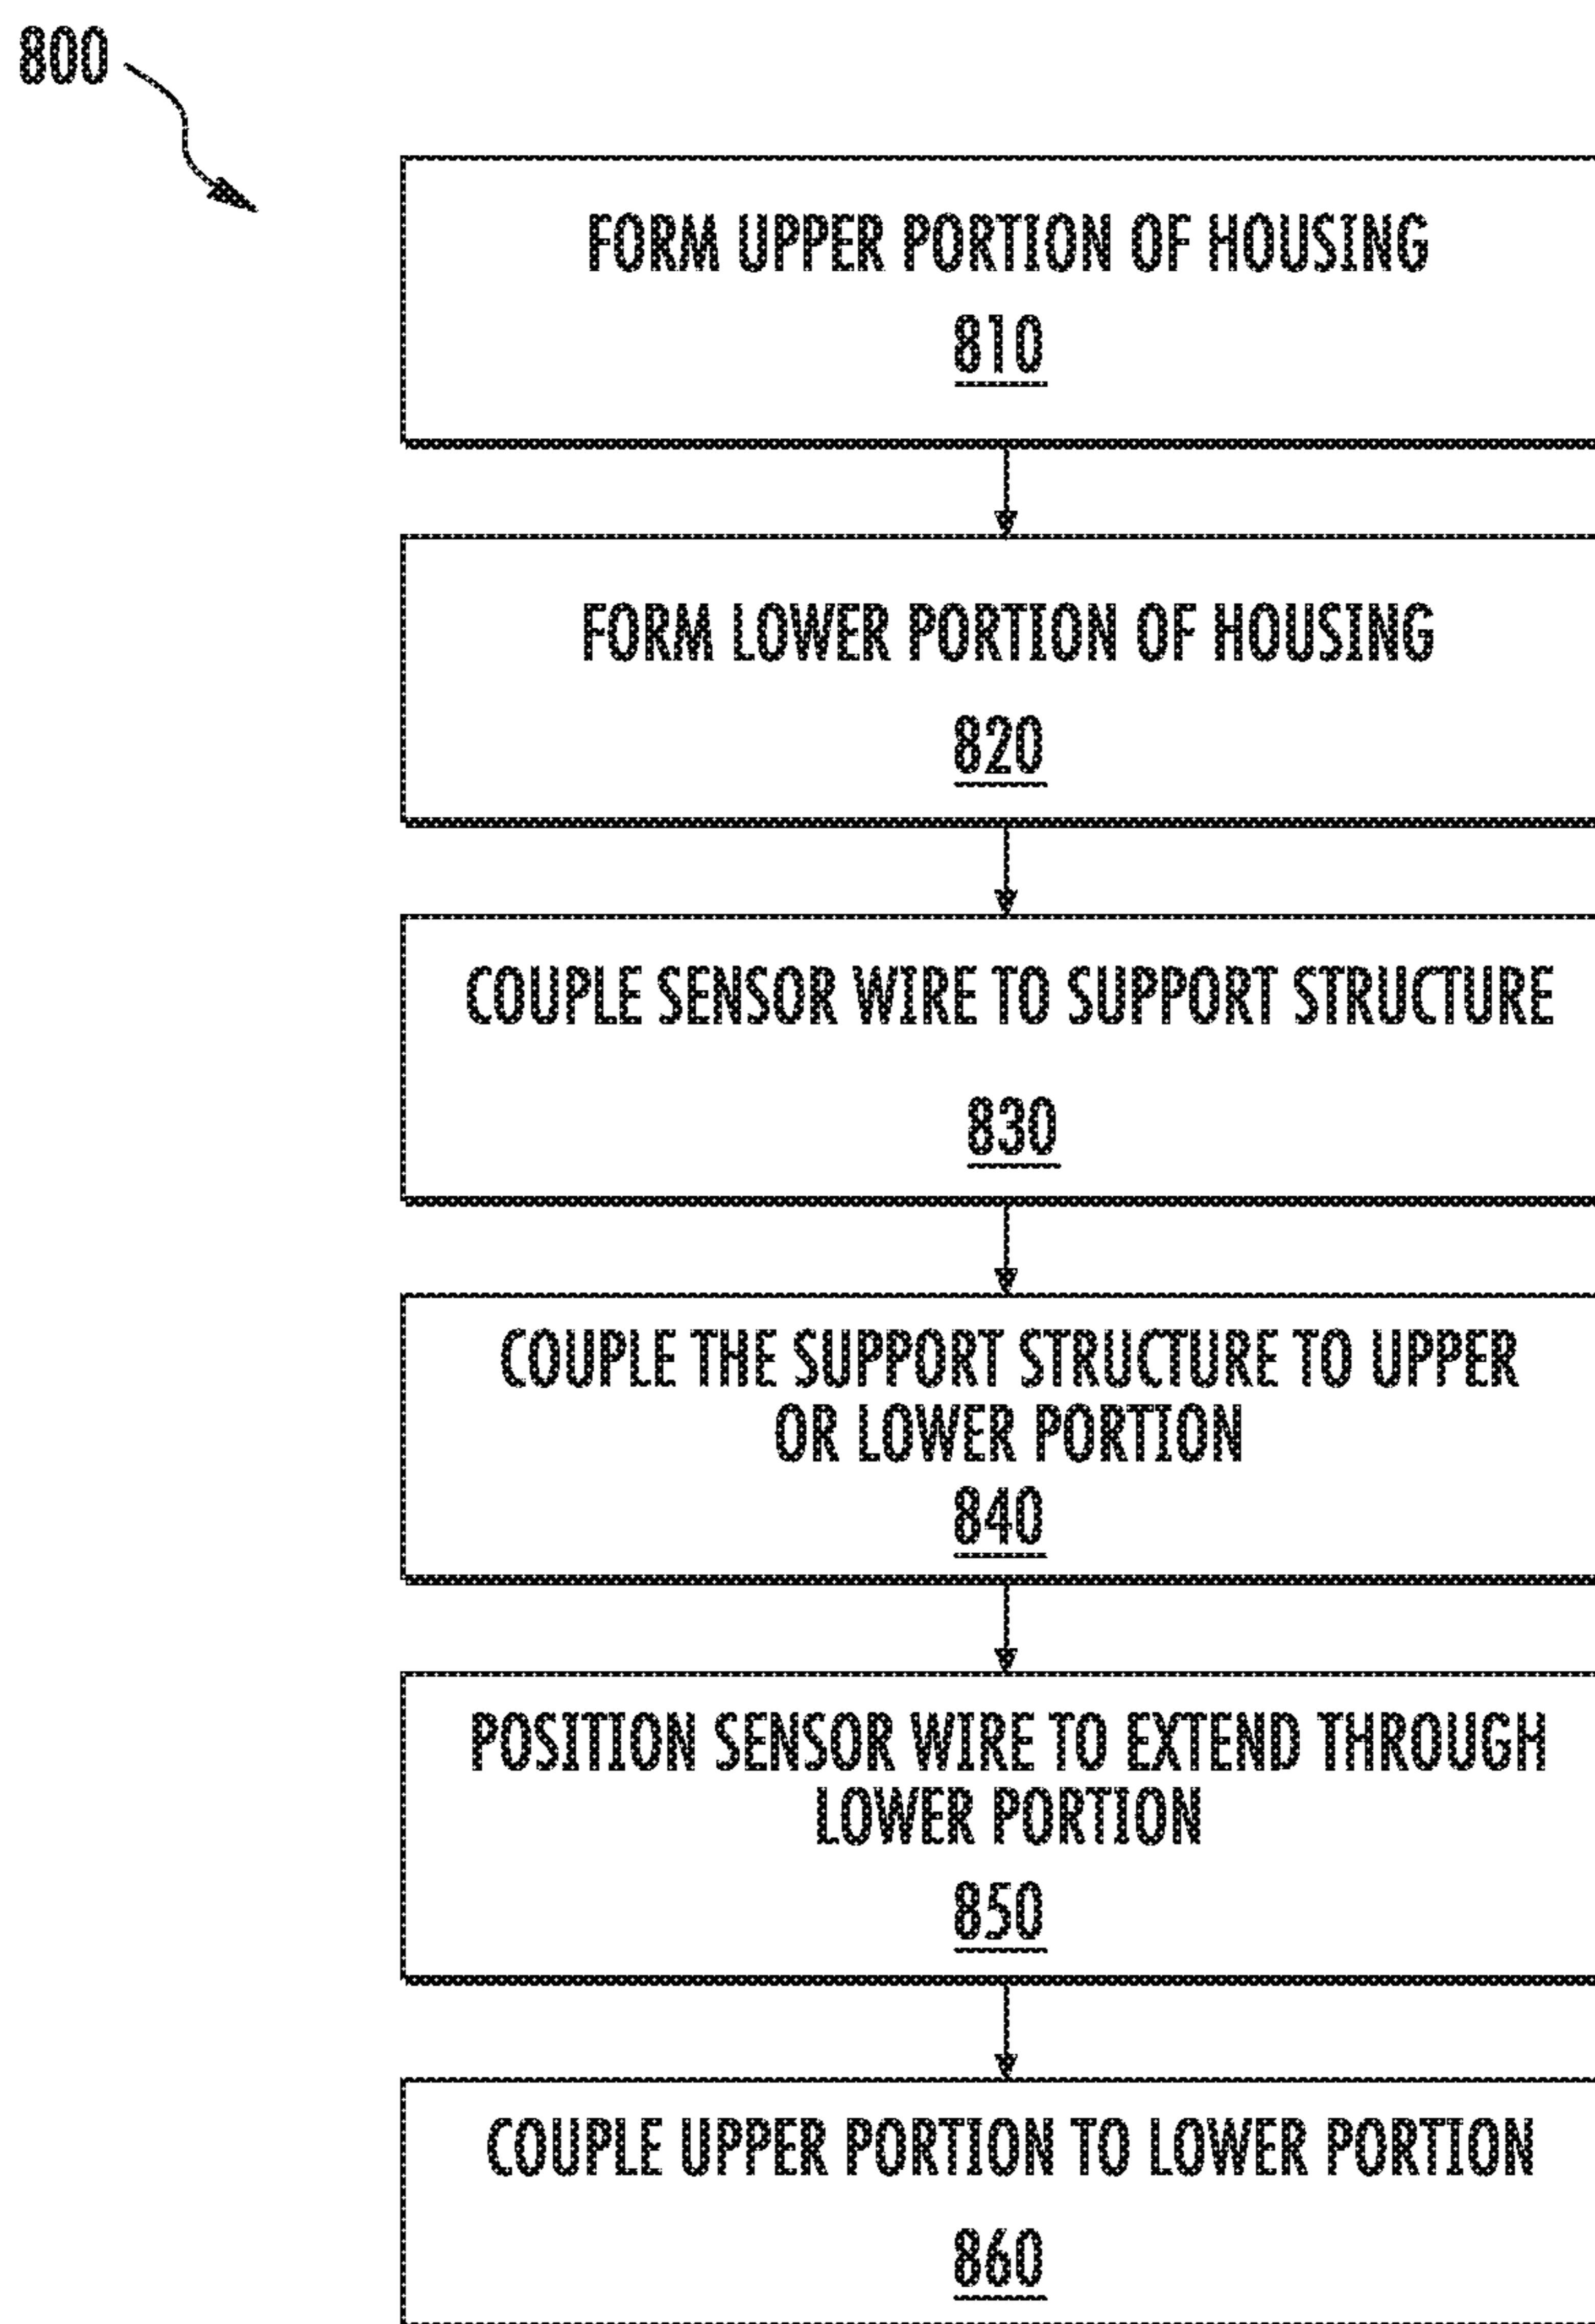 800
FORM UPPER PORTION OF HOUSING
810
FORM LOWER PORTION OF HOUSING
820
COUPLE SENSOR WIRE TO SUPPORT STRUCTURE
830
COUPLE THE SUPPORT STRUCTURE TO UPPER
OR LOWER PORTION
840
POSITION SENSOR WIRE TO EXTEND THROUGH
LOWER PORTION
850
COUPLE UPPER PORTION TO LOWER PORTION
860